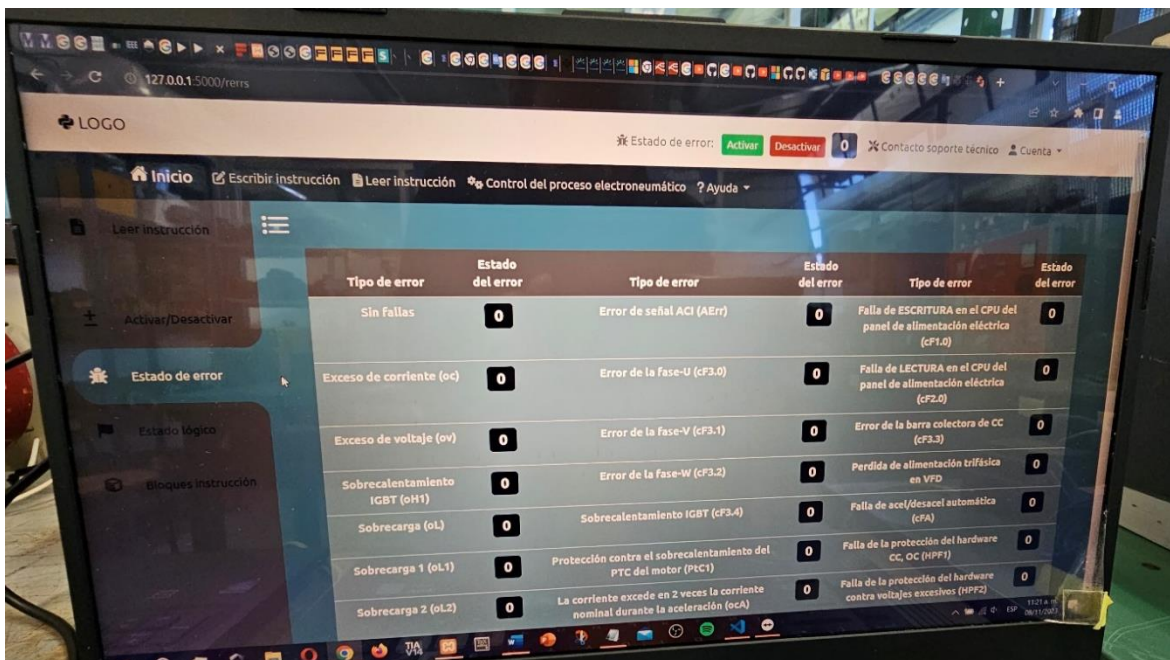 127.0.0.1:5000/rerrs
LOGO
Estado de error: Activar Desactivar 0 Contacto soporte técnico Cuenta
Inicio Escribir instrucción Leer instrucción Control del proceso electroneumático ? Ayuda
Leer instrucción
Activar/Desactivar
Estado de error
Estado lógico
Bloques instrucción
Tipo de error Estado del error Tipo de error Estado del error Tipo de error Estado del error
Sin fallas 0 Error de señal ACI (AErr) 0 Falla de ESCRITURA en el CPU del
panel de alimentación eléctrica
(cF1.0) 0
Exceso de corriente (oc) 0 Error de la fase-U (cF3.0) 0 Falla de LECTURA en el CPU del
panel de alimentación eléctrica
(cF2.0) 0
Exceso de voltaje (ov) 0 Error de la fase-V (cF3.1) 0 Error de la barra colectora de CC
(cF3.3) 0
Sobrecalentamiento
IGBT (oH1) 0 Error de la fase-W (cF3.2) 0 Perdida de alimentación trifásica
en VFD 0
Sobrecarga (oL) 0 Sobrecalentamiento IGBT (cF3.4) 0 Falla de acel/desacel automática
(cFA) 0
Sobrecarga 1 (oL1) 0 Protección contra el sobrecalentamiento del
PTC del motor (PtC1) 0 Falla de la protección del hardware
CC, OC (HPF1) 0
Sobrecarga 2 (oL2) 0 La corriente excede en 2 veces la corriente
nominal durante la aceleración (ocA) 0 Falla de la protección del hardware
contra voltajes excesivos (HPF2) 0
TIA
V14
ESP
11:21 a. m.
08/11/2023